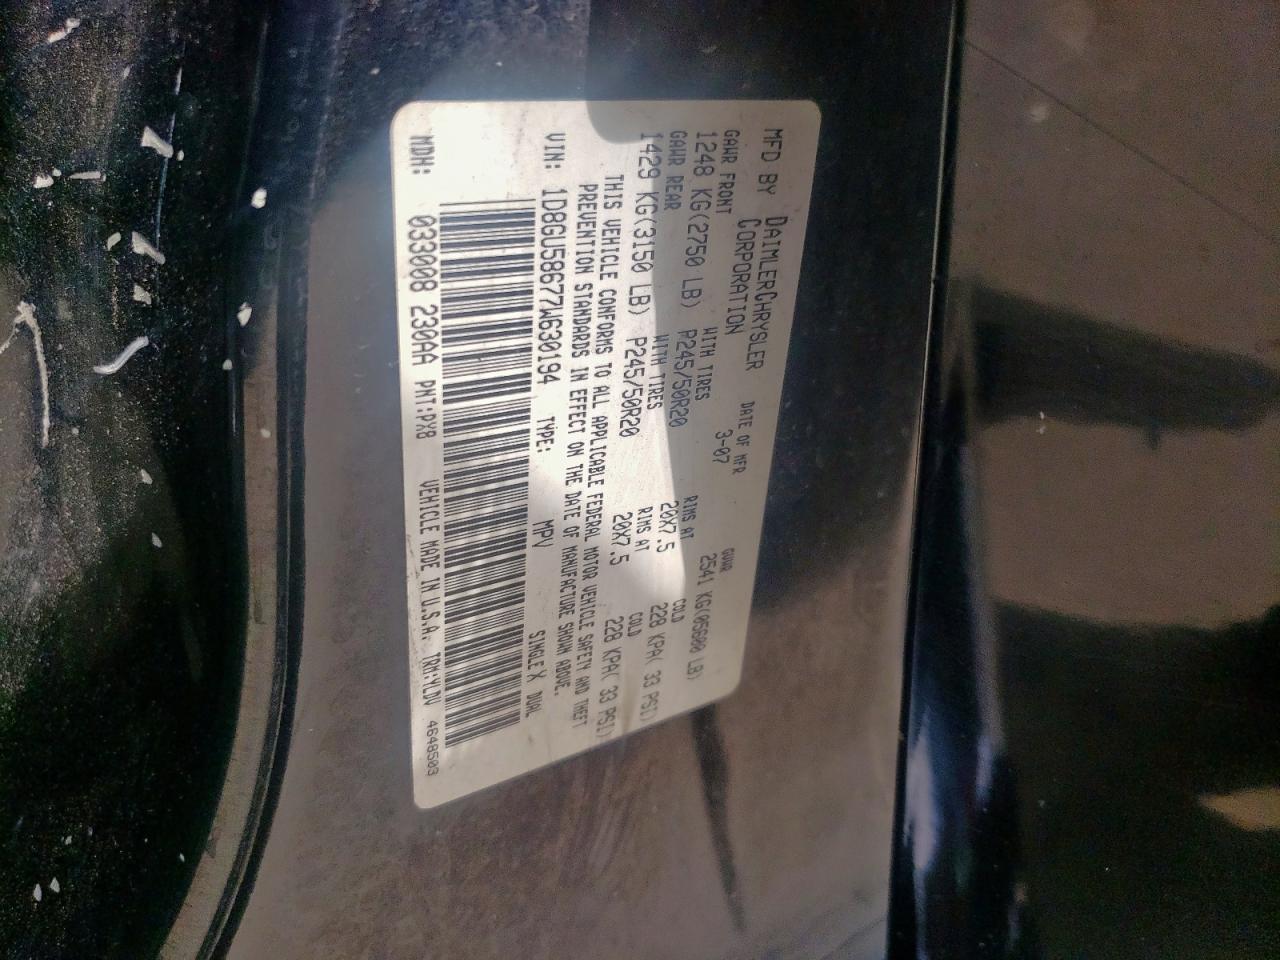 MFD BY DAIMLERCHRYSLER CORPORATION
DATE OF MFR 3-07
GVWR 2541 KG(05600 LB)
GAWR FRONT WITH TIRES RIMS AT COLD
1248 KG(2750 LB) P245/50R20 20X7.5 228 KPA( 33 PSI)
GAWR REAR WITH TIRES RIMS AT COLD
1429 KG(3150 LB) P245/50R20 20X7.5 228 KPA( 33 PSI)
THIS VEHICLE CONFORMS TO ALL APPLICABLE FEDERAL MOTOR VEHICLE SAFETY AND THEFT
PREVENTION STANDARDS IN EFFECT ON THE DATE OF MANUFACTURE SHOWN ABOVE.
VIN: 1D8GU58677W630194 TYPE: MPV SINGLE X DUAL
MDH: 033008 230AA PNT:PX8 VEHICLE MADE IN U.S.A. TRM:YLDV 4648503